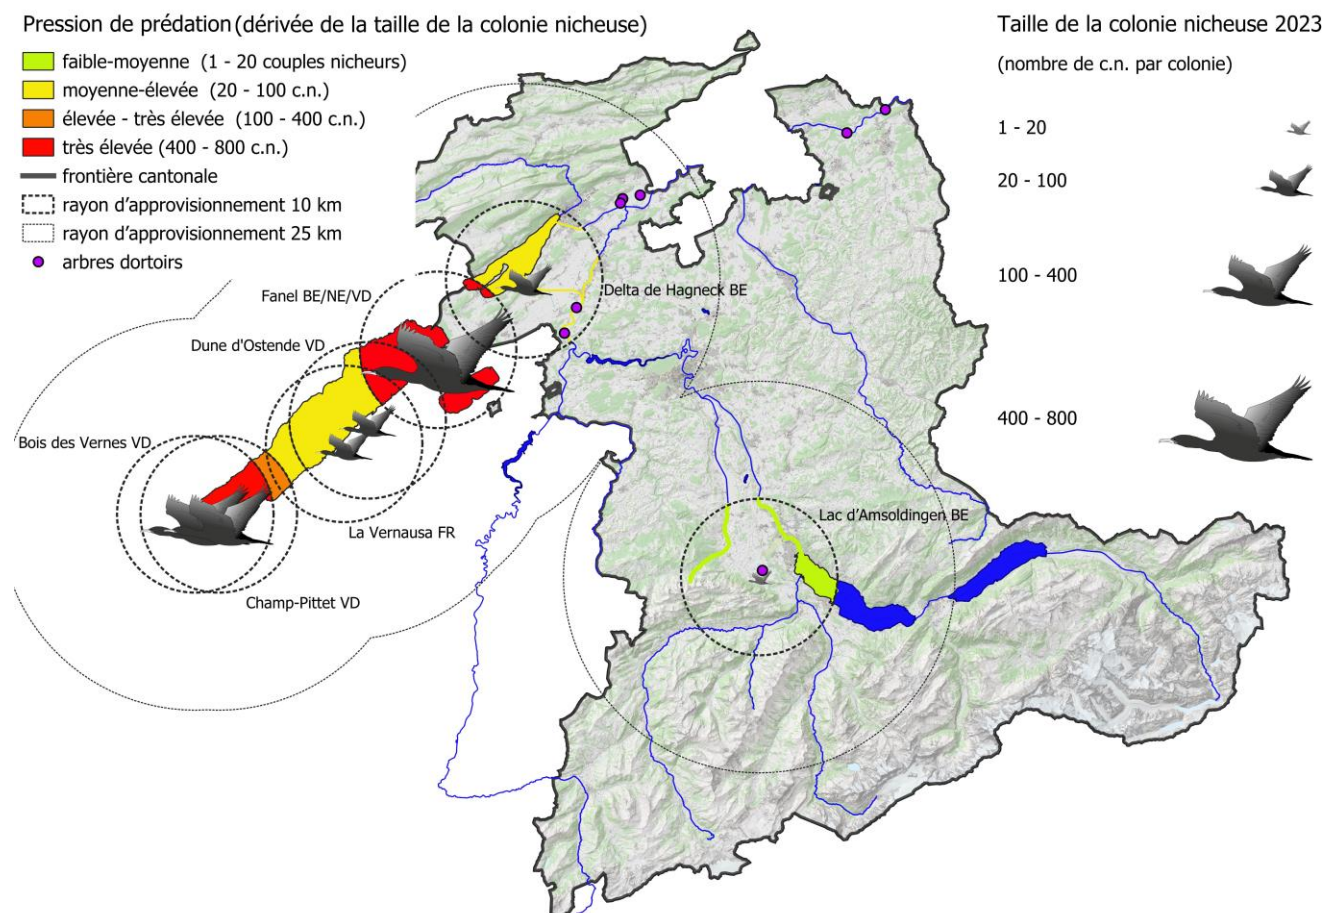 Pression de prédation (dérivée de la taille de la colonie nicheuse)
faible-moyenne (1 - 20 couples nicheurs)
moyenne-élevée (20 - 100 c.n.)
élevée - très élevée (100 - 400 c.n.)
très élevée (400 - 800 c.n.)
frontière cantonale
rayon d'approvisionnement 10 km
rayon d'approvisionnement 25 km
arbres dortoirs
Taille de la colonie nicheuse 2023
(nombre de c.n. par colonie)
1 - 20
20 - 100
100 - 400
400 - 800
Fanel BE/NE/VD
Delta de Hagneck BE
Dune d'Ostende VD
Bois des Vernes VD
La Vernausa FR
Champ-Pittet VD
Lac d'Amsoldingen BE